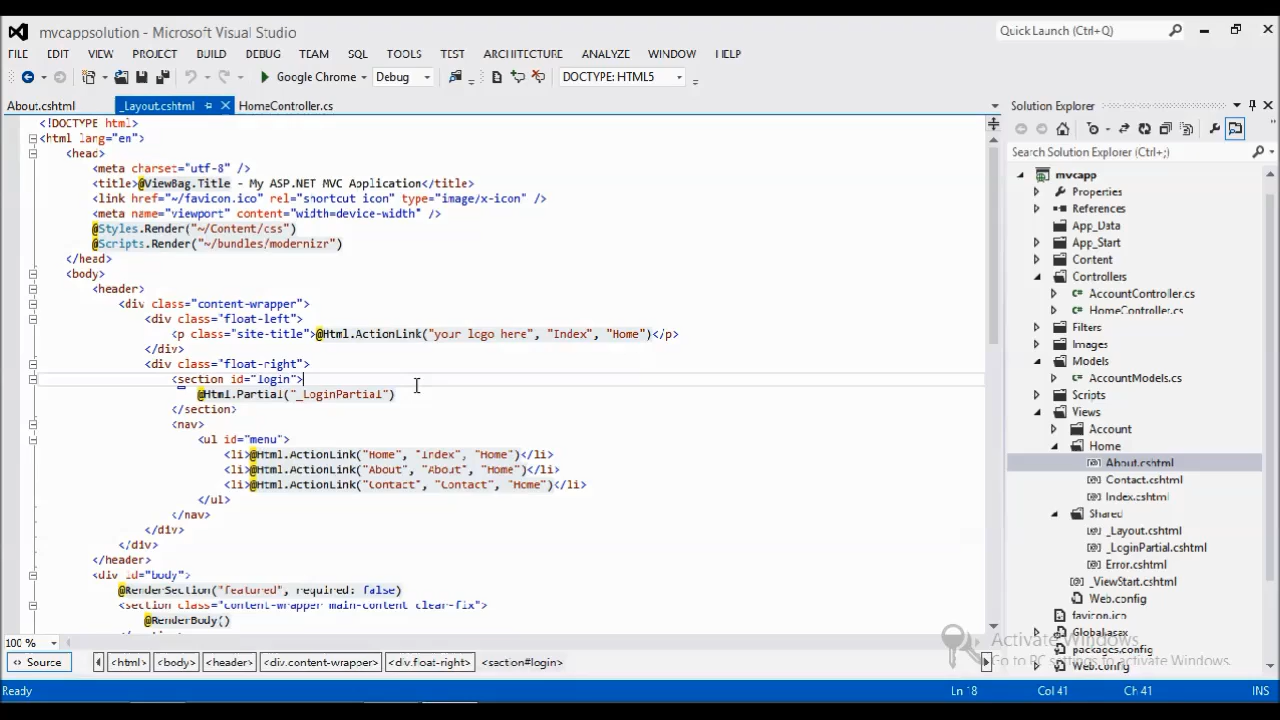 mvcappsolution - Microsoft Visual Studio
Quick Launch (Ctrl+Q)
FILE EDIT VIEW PROJECT BUILD DEBUG TEAM SQL TOOLS TEST ARCHITECTURE ANALYZE WINDOW HELP
Google Chrome Debug DOCTYPE: HTML5
About.cshtml _Layout.cshtml HomeController.cs
<!DOCTYPE html>
<html lang="en">
<head>
<meta charset="utf-8" />
<title>@ViewBag.Title - My ASP.NET MVC Application</title>
<link href="~/favicon.ico" rel="shortcut icon" type="image/x-icon" />
<meta name="viewport" content="width=device-width" />
@Styles.Render("~/Content/css")
@Scripts.Render("~/bundles/modernizr")
</head>
<body>
<header>
<div class="content-wrapper">
<div class="float-left">
<p class="site-title">@Html.ActionLink("your logo here", "Index", "Home")</p>
</div>
<div class="float-right">
<section id="login">
@Html.Partial("_LoginPartial")
</section>
<nav>
<ul id="menu">
<li>@Html.ActionLink("Home", "Index", "Home")</li>
<li>@Html.ActionLink("About", "About", "Home")</li>
<li>@Html.ActionLink("Contact", "Contact", "Home")</li>
</ul>
</nav>
</div>
</div>
</header>
<div id="body">
@RenderSection("featured", required: false)
<section class="content-wrapper main-content clear-fix">
@RenderBody()
100 %
Source <html> <body> <header> <div.content-wrapper> <div.float-right> <section#login>
Solution Explorer
Search Solution Explorer (Ctrl+;)
mvcapp
Properties
References
App_Data
App_Start
Content
Controllers
AccountController.cs
HomeController.cs
Filters
Images
Models
AccountModels.cs
Scripts
Views
Account
Home
About.cshtml
Contact.cshtml
Index.cshtml
Shared
_Layout.cshtml
_LoginPartial.cshtml
Error.cshtml
_ViewStart.cshtml
Web.config
favicon.ico
Global.asax
packages.config
Web.config
Activate Windows
Go to PC settings to activate Windows.
Ready Ln 18 Col 41 Ch 41 INS